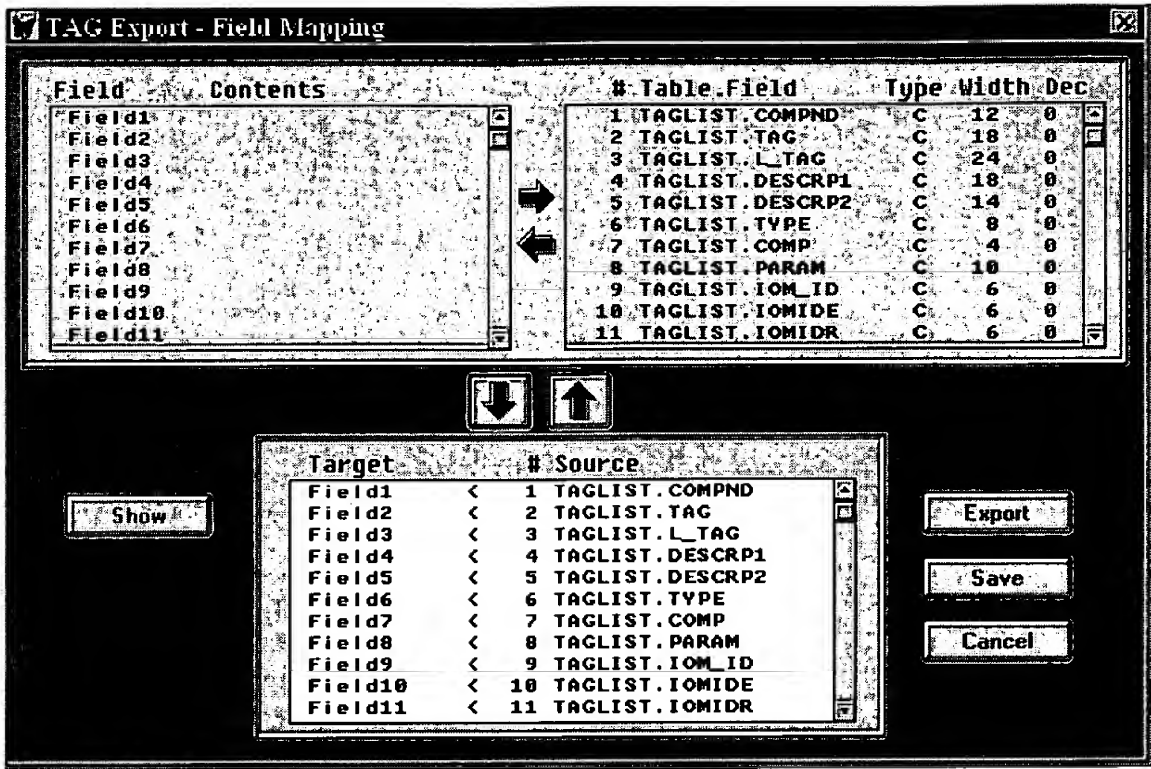 TAG Export - Field Mapping
Field Contents
Field1
Field2
Field3
Field4
Field5
Field6
Field7
Field8
Field9
Field10
Field11
# Table.Field Type Width Dec
1 TAGLIST.COMPND C 12 0
2 TAGLIST.TAG C 18 0
3 TAGLIST.L_TAG C 24 0
4 TAGLIST.DESCRP1 C 18 0
5 TAGLIST.DESCRP2 C 14 0
6 TAGLIST.TYPE C 8 0
7 TAGLIST.COMP C 4 0
8 TAGLIST.PARAM C 10 0
9 TAGLIST.IOM_ID C 6 0
10 TAGLIST.IOMIDE C 6 0
11 TAGLIST.IOMIDR C 6 0
Target < # Source
Field1 < 1 TAGLIST.COMPND
Field2 < 2 TAGLIST.TAG
Field3 < 3 TAGLIST.L_TAG
Field4 < 4 TAGLIST.DESCRP1
Field5 < 5 TAGLIST.DESCRP2
Field6 < 6 TAGLIST.TYPE
Field7 < 7 TAGLIST.COMP
Field8 < 8 TAGLIST.PARAM
Field9 < 9 TAGLIST.IOM_ID
Field10 < 10 TAGLIST.IOMIDE
Field11 < 11 TAGLIST.IOMIDR
Show
Export
Save
Cancel